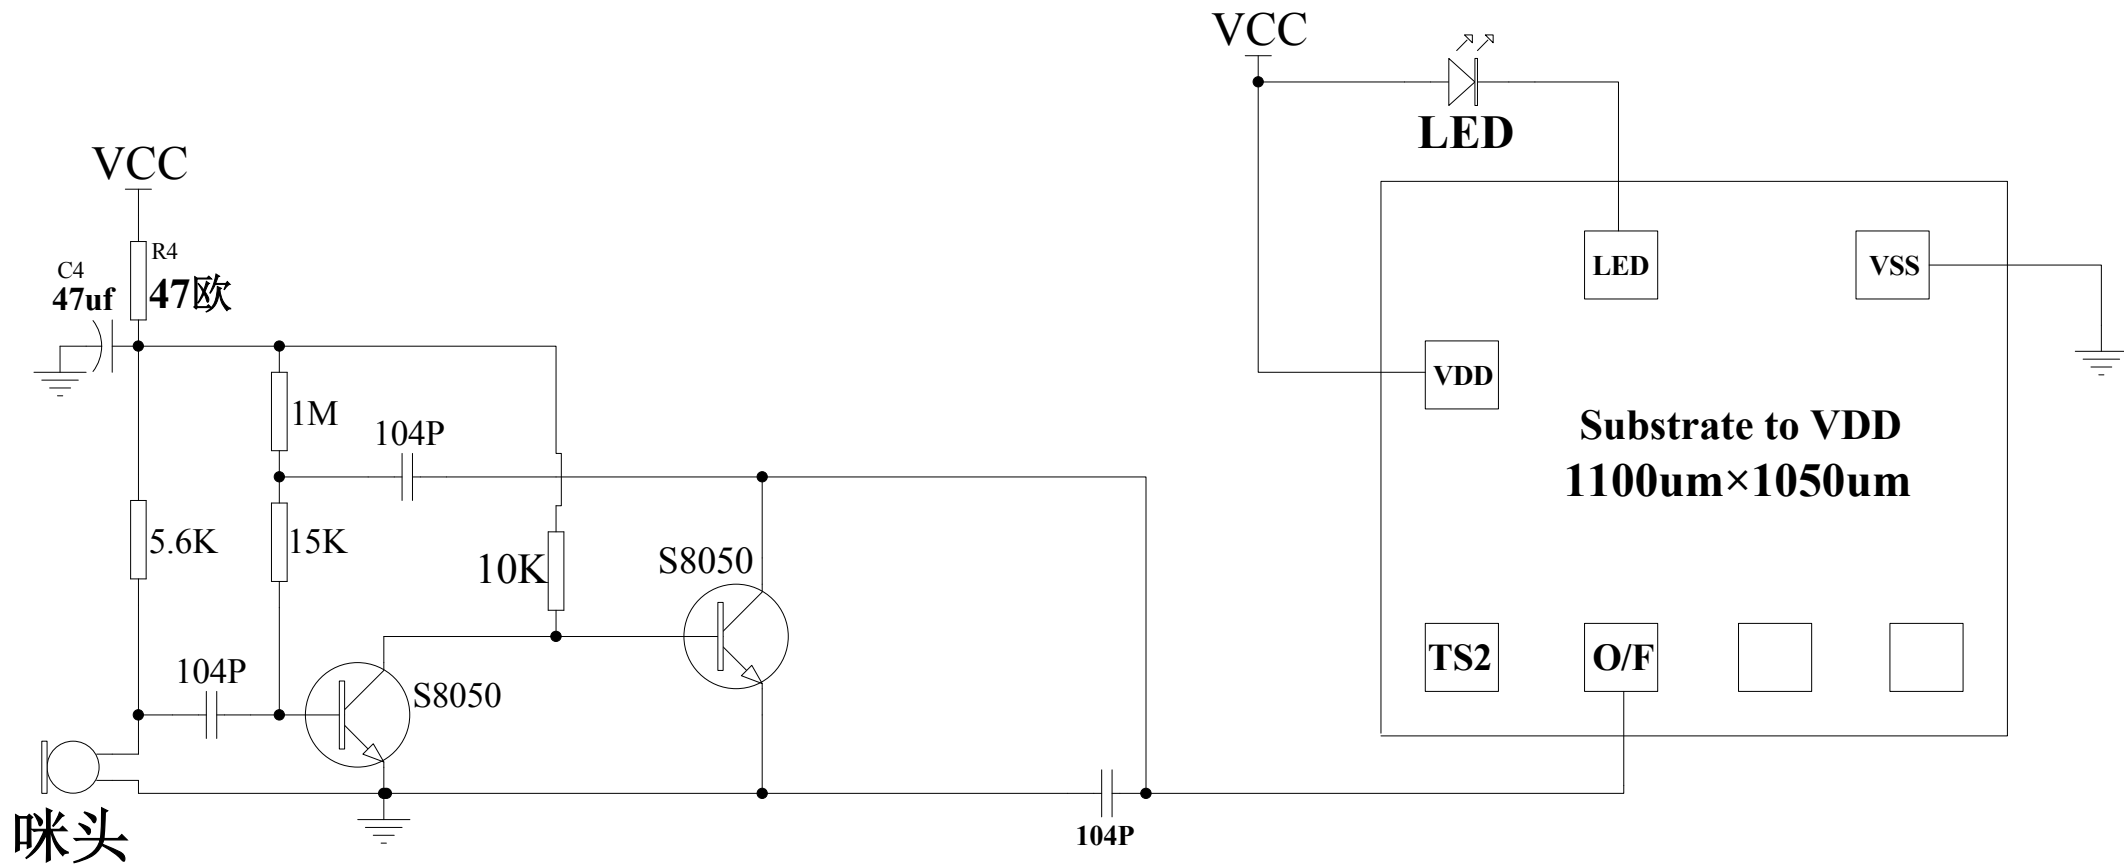 VCC
LED
VCC
R4
C4
47uf
47欧
LED
VSS
VDD
1M
104P
Substrate to VDD
1100um×1050um
5.6K
15K
10K
S8050
104P
S8050
TS2
O/F
咪头
104P